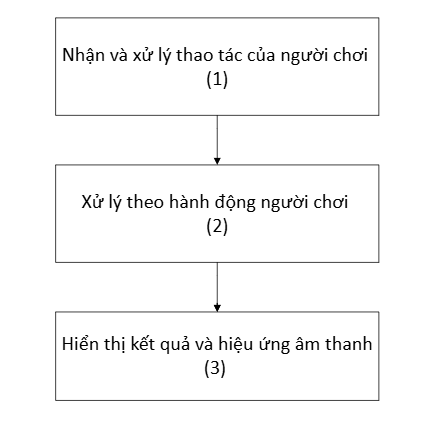 Nhận và xử lý thao tác của người chơi
(1)
Xử lý theo hành động người chơi
(2)
Hiển thị kết quả và hiệu ứng âm thanh
(3)